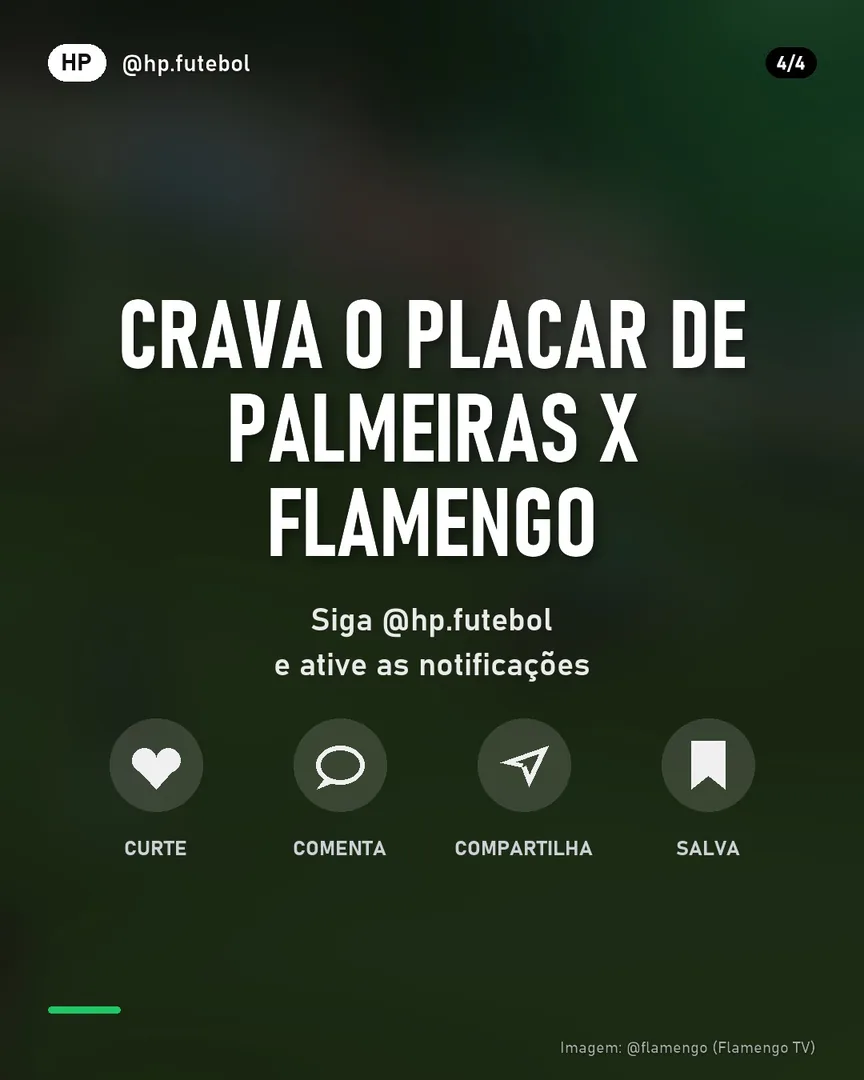 HP @hp.futebol
4/4
CRAVA O PLACAR DE
PALMEIRAS X
FLAMENGO
Siga @hp.futebol
e ative as notificações
CURTE COMENTA COMPARTILHA SALVA
Imagem: @flamengo (Flamengo TV)